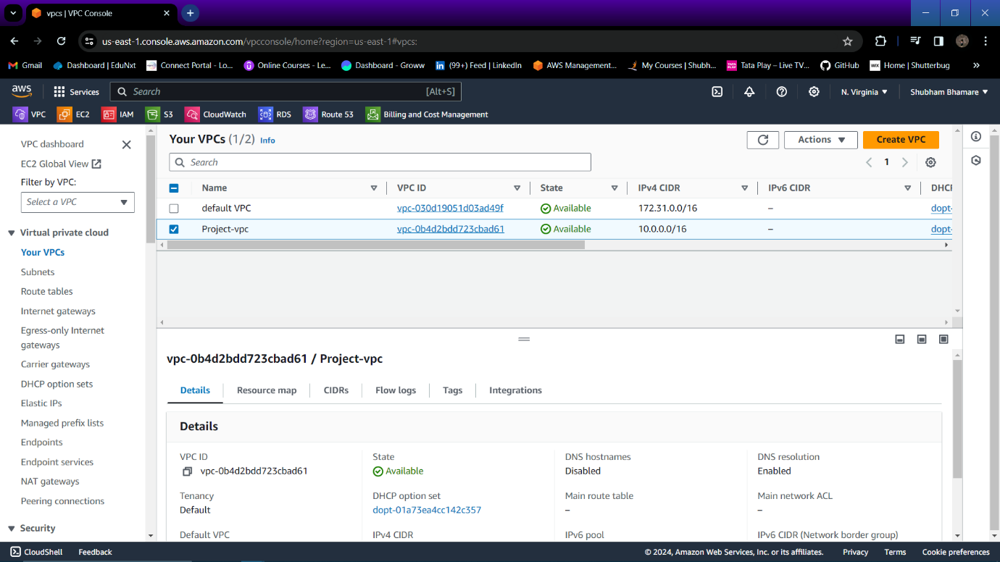 vpcs | VPC Console
us-east-1.console.aws.amazon.com/vpcconsole/home?region=us-east-1#vpcs:
Gmail Dashboard | EduNxt Connect Portal - Lo... Online Courses - Le... Dashboard - Groww (99+) Feed | LinkedIn AWS Management... My Courses | Shubh... Tata Play – Live TV... GitHub WIX Home | Shutterbug »
aws Services Search [Alt+S] N. Virginia Shubham Bhamare
VPC EC2 IAM S3 CloudWatch RDS Route 53 Billing and Cost Management
VPC dashboard
EC2 Global View
Filter by VPC:
Select a VPC
Virtual private cloud
Your VPCs
Subnets
Route tables
Internet gateways
Egress-only Internet
gateways
Carrier gateways
DHCP option sets
Elastic IPs
Managed prefix lists
Endpoints
Endpoint services
NAT gateways
Peering connections
Security
Your VPCs (1/2) Info
Actions
Create VPC
Search
1
Name VPC ID State IPv4 CIDR IPv6 CIDR DHC
default VPC vpc-030d19051d03ad49f Available 172.31.0.0/16 – dopt-
Project-vpc vpc-0b4d2bdd723cbad61 Available 10.0.0.0/16 – dopt-
vpc-0b4d2bdd723cbad61 / Project-vpc
Details Resource map CIDRs Flow logs Tags Integrations
Details
VPC ID State DNS hostnames DNS resolution
vpc-0b4d2bdd723cbad61 Available Disabled Enabled
Tenancy DHCP option set Main route table Main network ACL
Default dopt-01a73ea4cc142c357 – –
Default VPC IPv4 CIDR IPv6 pool IPv6 CIDR (Network border group)
CloudShell Feedback © 2024, Amazon Web Services, Inc. or its affiliates. Privacy Terms Cookie preferences